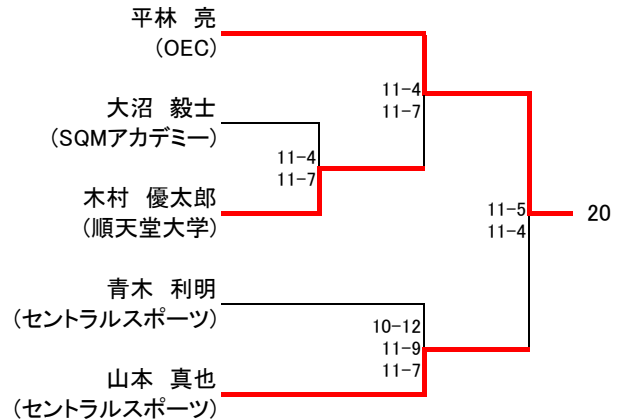 平林 亮
(OEC)
11-4
11-7
大沼 毅士
(SQMアカデミー)
11-4
11-7
木村 優太郎
(順天堂大学)
11-5
11-4
20
青木 利明
(セントラルスポーツ)
10-12
11-9
11-7
山本 真也
(セントラルスポーツ)